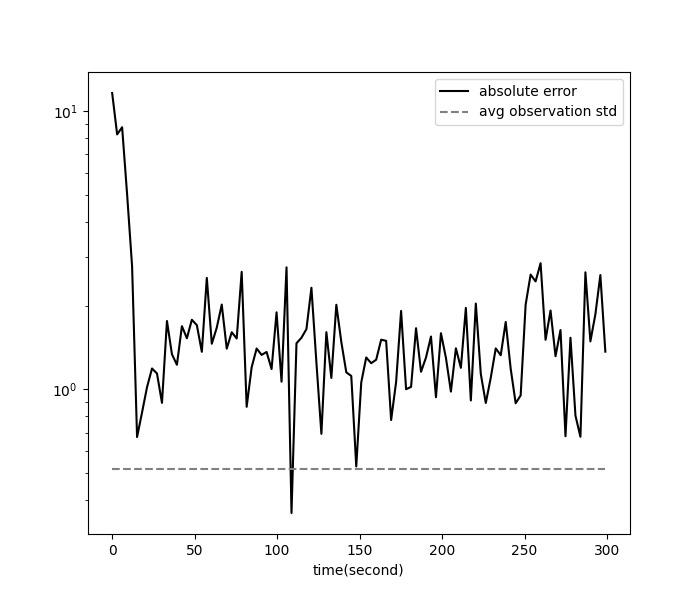 absolute error
avg observation std
10¹
10⁰
0 50 100 150 200 250 300
time(second)